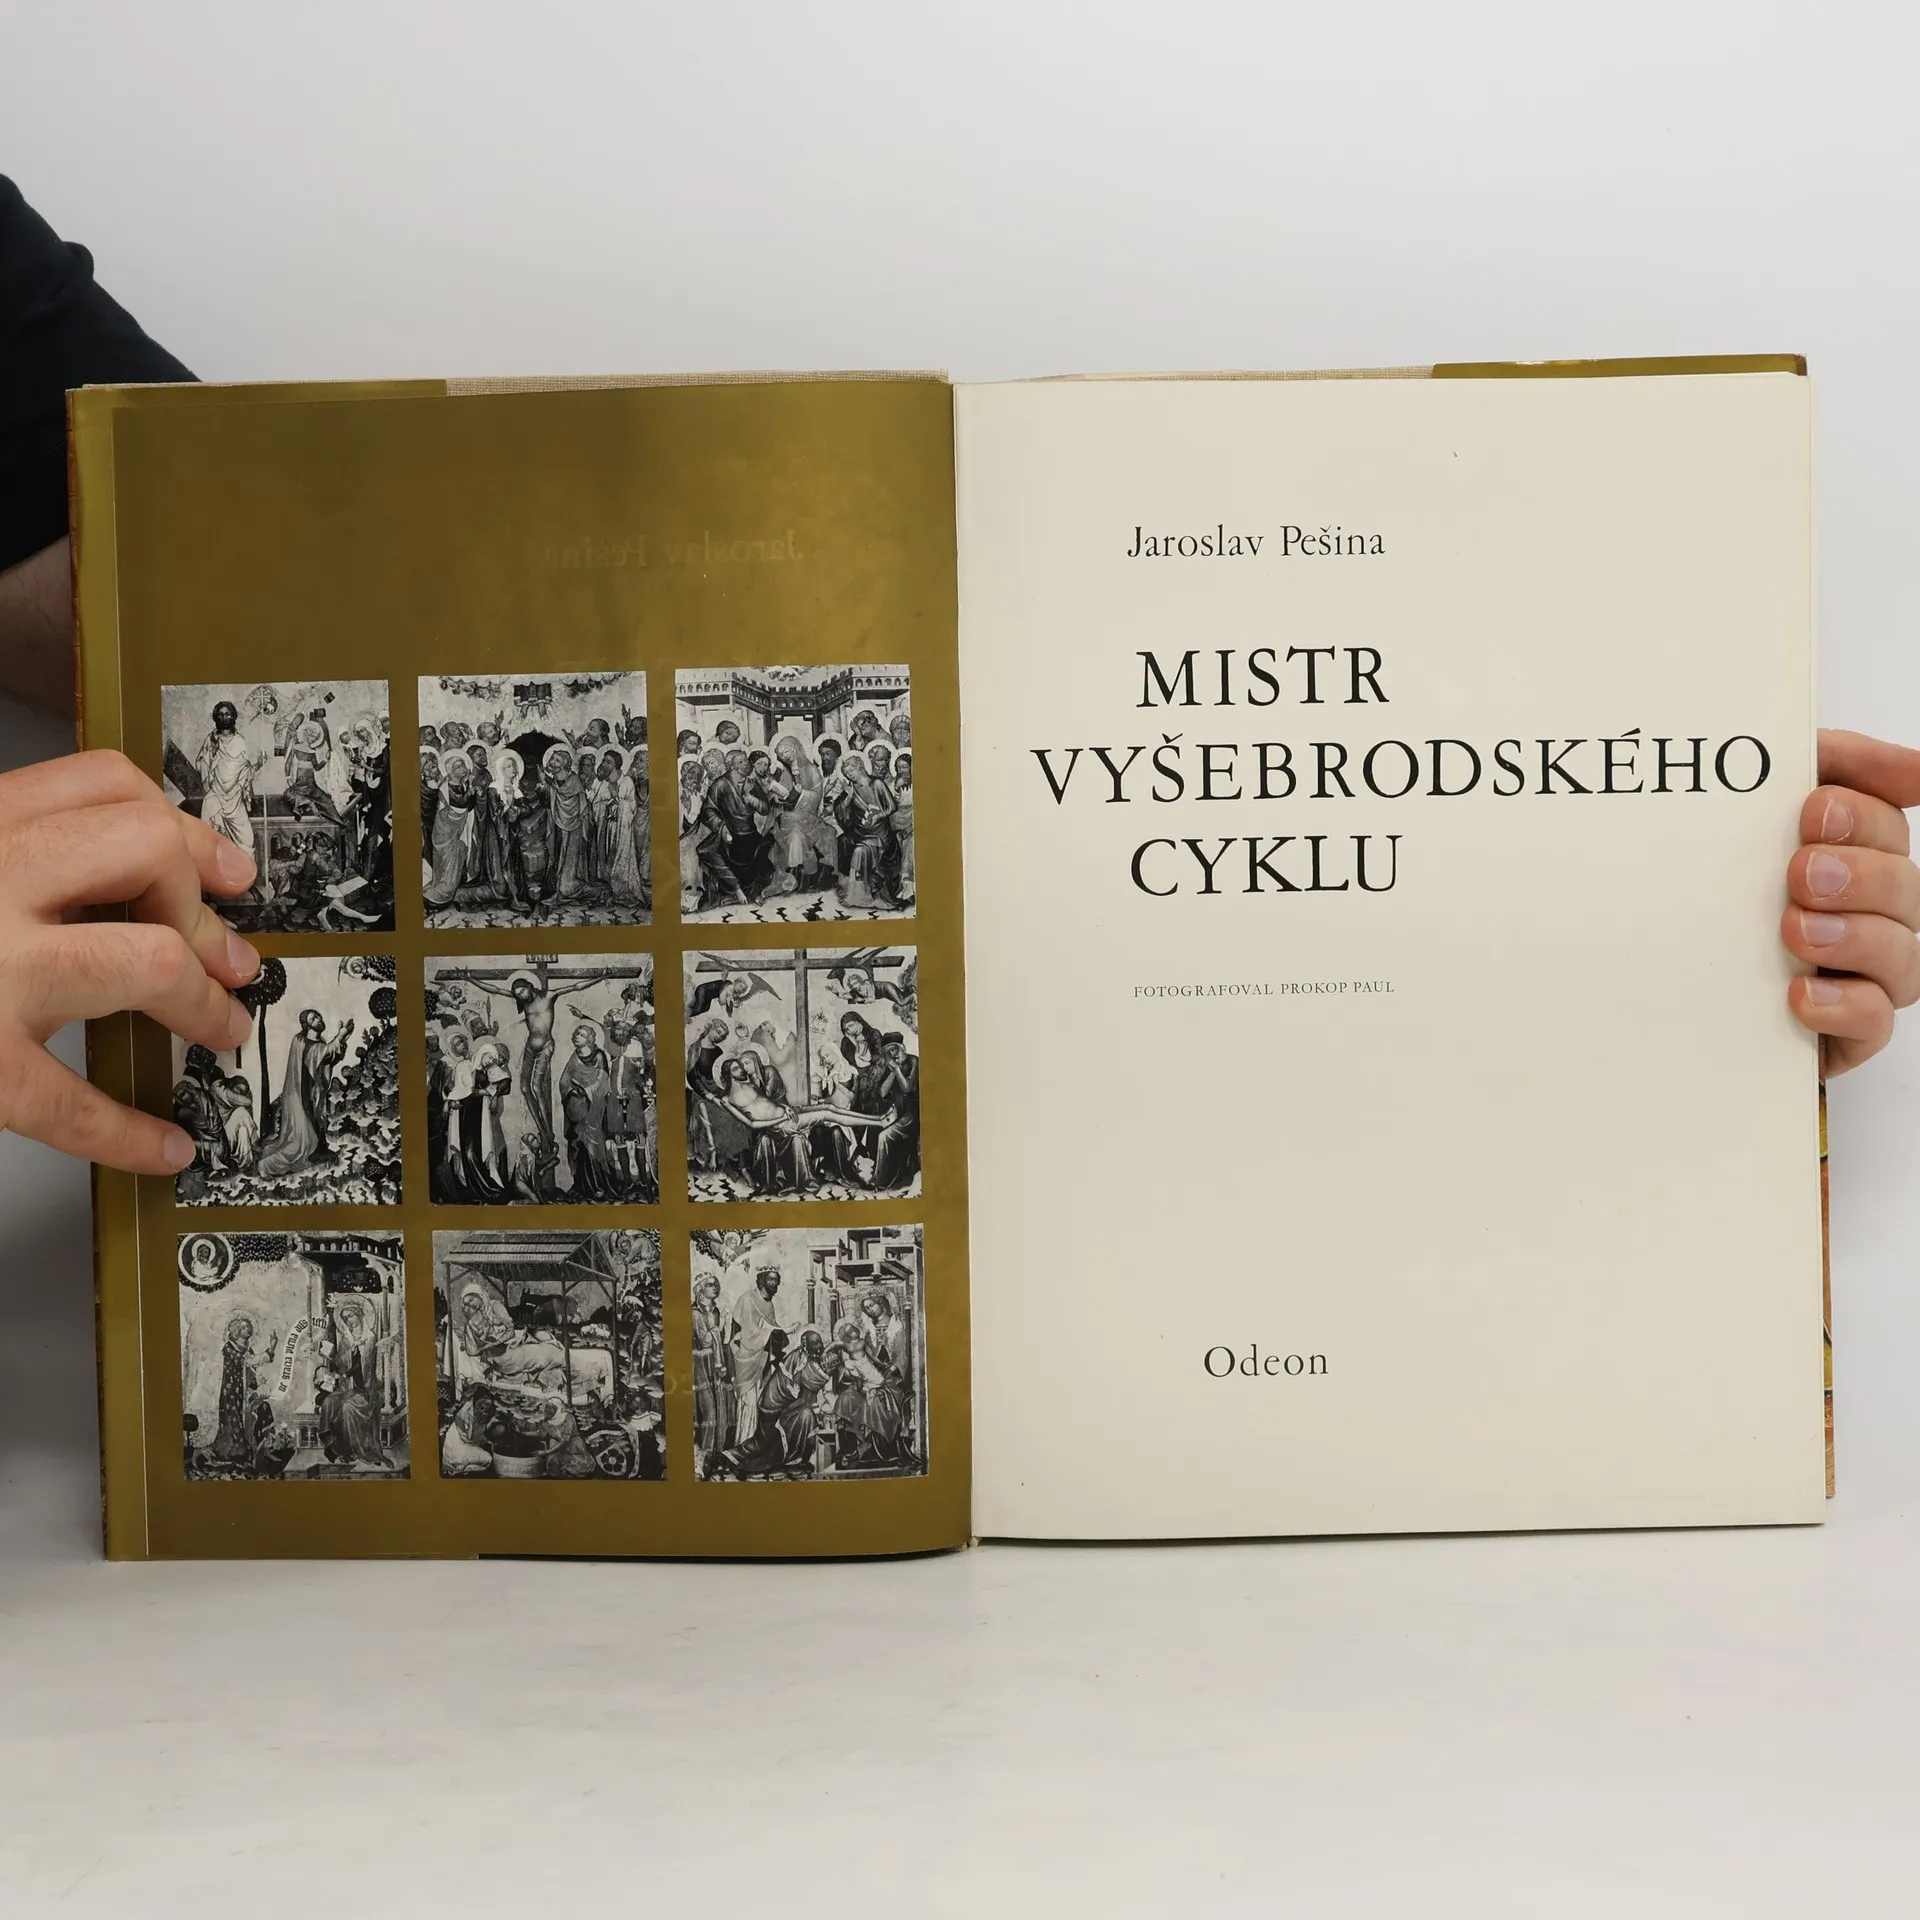 Jaroslav Pešina
MISTR
VYŠEBRODSKÉHO
CYKLU
FOTOGRAFOVAL PROKOP PAUL
Odeon